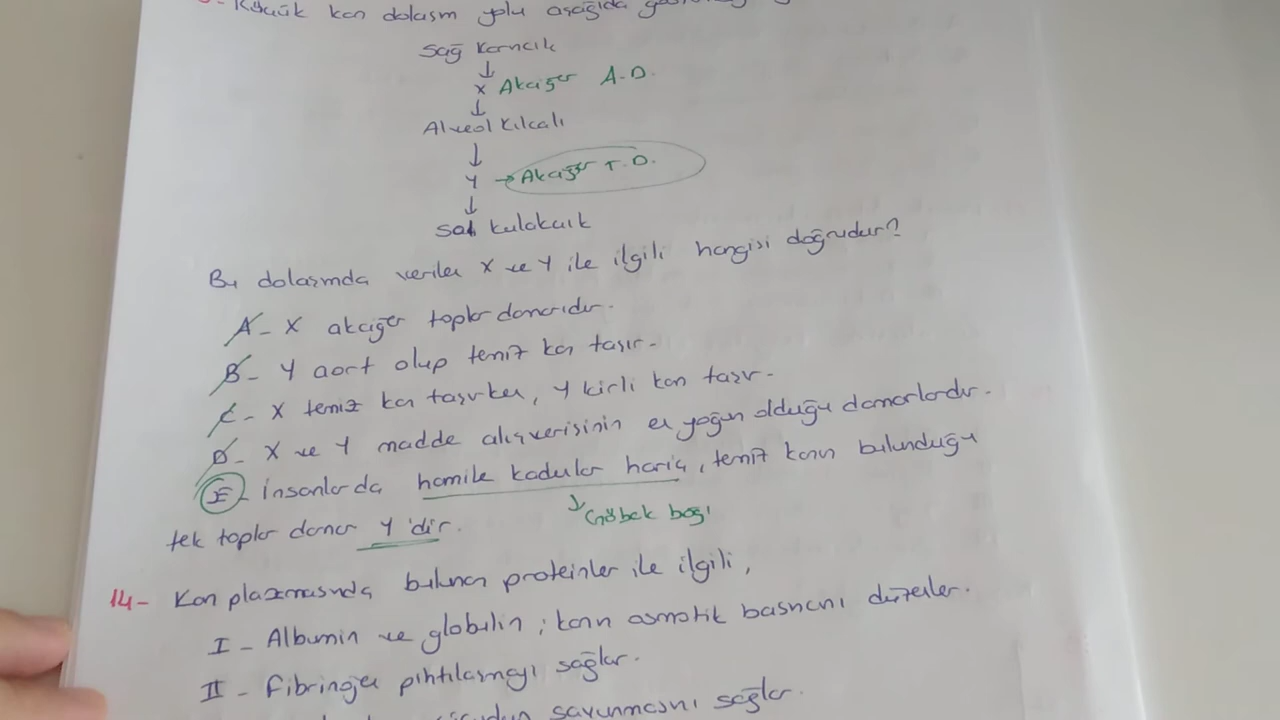 Küçük kan dolaşım yolu aşağıda
Sağ Karıncık
↓
X Akciğer A.D.
↓
Alveol Kılcalı
↓
Y → Akciğer T.D.
↓
Sol kulakcık
Bu dolaşımda verilen X ve Y ile ilgili hangisi doğrudur?
A- X akciğer toplar damarıdır.
B- Y aort olup temiz kan taşır.
C- X temiz kan taşırken, Y kirli kan taşır.
D- X ve Y madde alışverisinin en yoğun olduğu damarlardır.
E- İnsanlarda hamile kadınlar hariç, temiz kanın bulunduğu
↓ Göbek bağı
tek toplar damar Y'dir.
14- Kan plazmasında bulunan proteinler ile ilgili,
I- Albumin ve globulin; kanın osmotik basıncını düzenler.
II- Fibrinojen pıhtılaşmayı sağlar.
savunmasını sağlar.